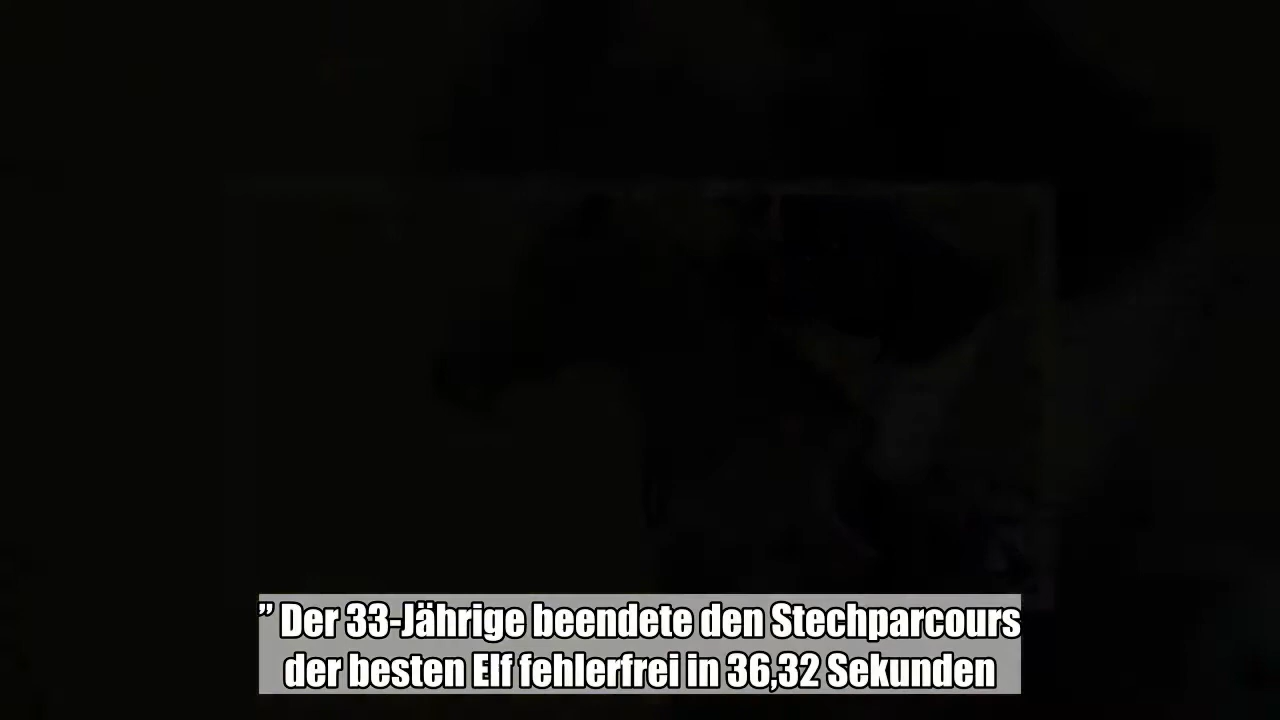 ” Der 33-Jährige beendete den Stechparcours
der besten Elf fehlerfrei in 36,32 Sekunden